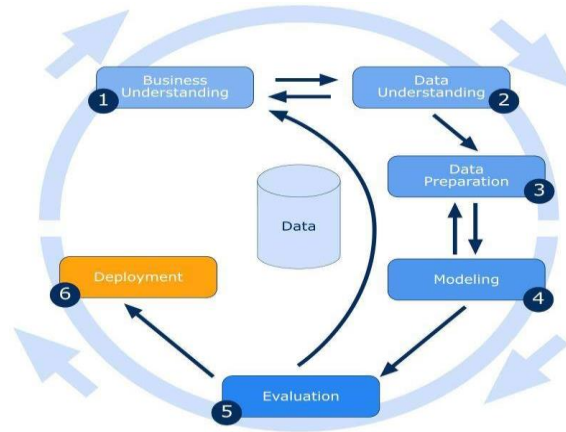 Business
Understanding
1
Data
Understanding
2
Data
Preparation
3
Data
Modeling
4
Deployment
6
Evaluation
5